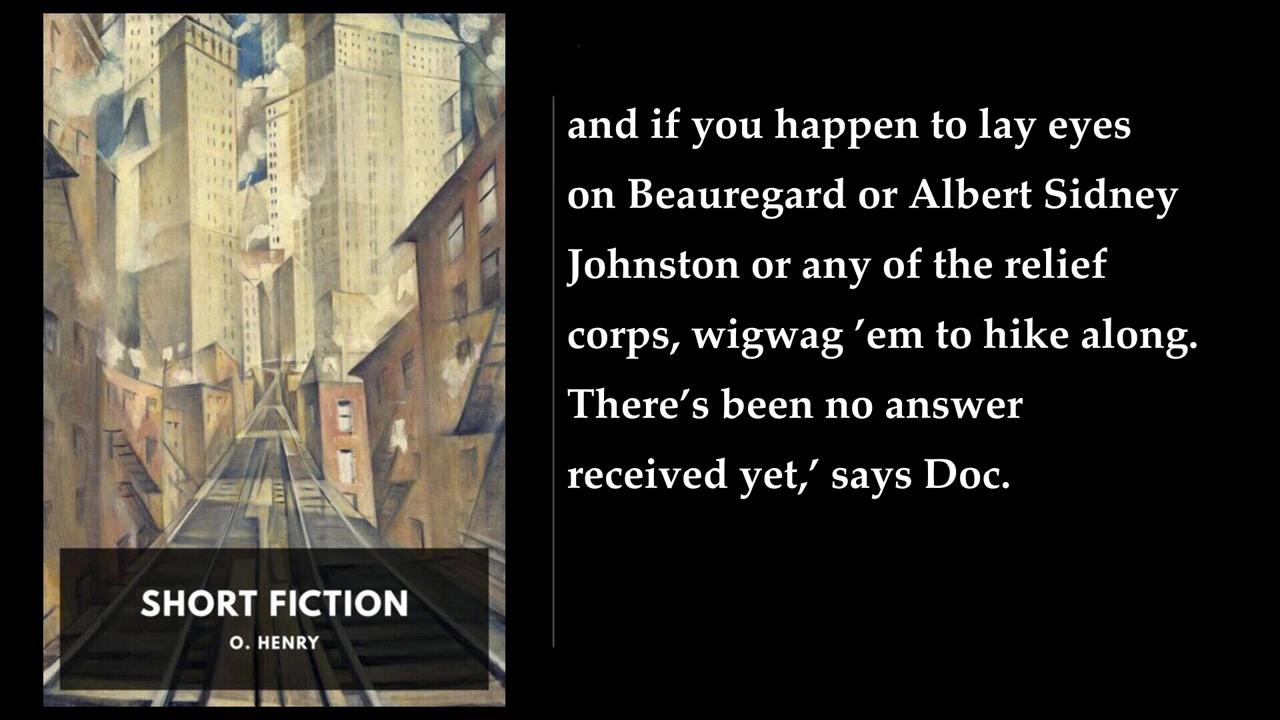 and if you happen to lay eyes
on Beauregard or Albert Sidney
Johnston or any of the relief
corps, wigwag ’em to hike along.
There’s been no answer
received yet,’ says Doc.
SHORT FICTION
O. HENRY